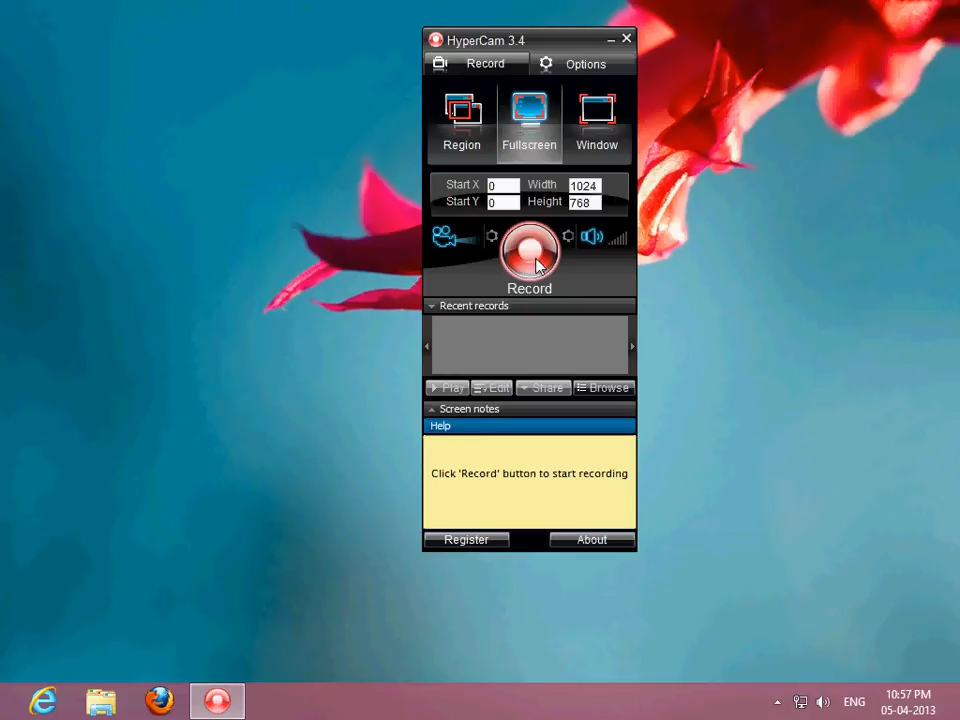 HyperCam 3.4
Record Options
Region Fullscreen Window
Start X 0 Width 1024
Start Y 0 Height 768
Record
Recent records
Play Edit Share Browse
Screen notes
Help
Click 'Record' button to start recording
Register About
ENG 10:57 PM
05-04-2013